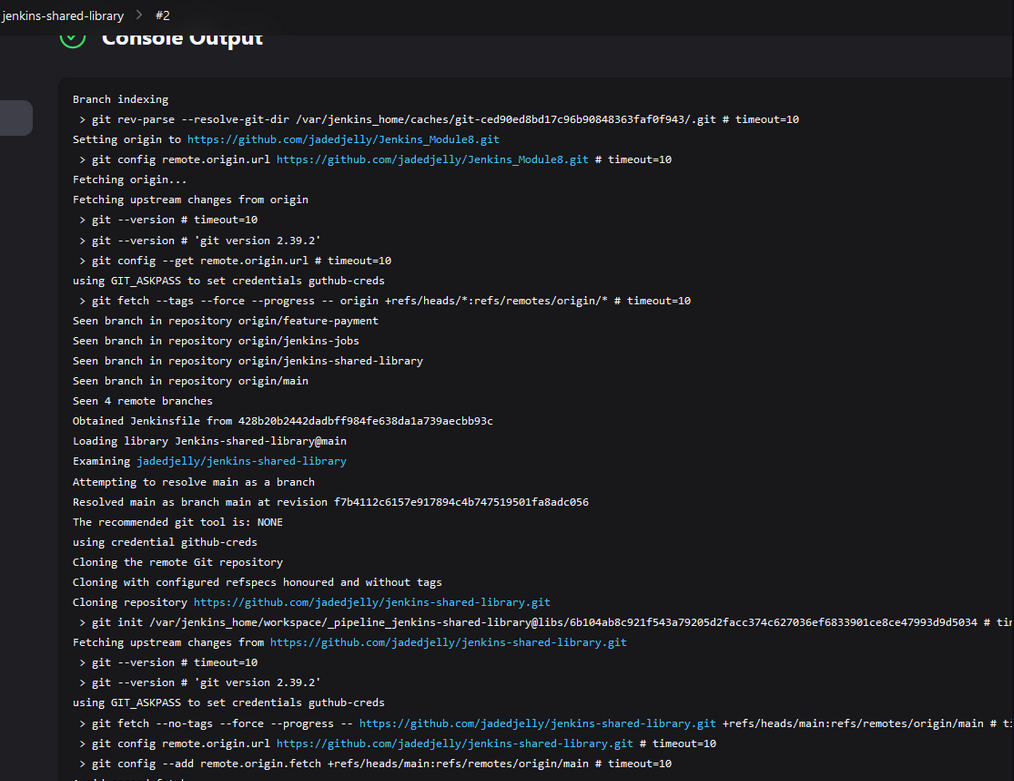 jenkins-shared-library > #2
Console Output
Branch indexing
> git rev-parse --resolve-git-dir /var/jenkins_home/caches/git-ced90ed8bd17c96b90848363faf0f943/.git # timeout=10
Setting origin to https://github.com/jadedjelly/Jenkins_Module8.git
> git config remote.origin.url https://github.com/jadedjelly/Jenkins_Module8.git # timeout=10
Fetching origin...
Fetching upstream changes from origin
> git --version # timeout=10
> git --version # 'git version 2.39.2'
> git config --get remote.origin.url # timeout=10
using GIT_ASKPASS to set credentials guthub-creds
> git fetch --tags --force --progress -- origin +refs/heads/*:refs/remotes/origin/* # timeout=10
Seen branch in repository origin/feature-payment
Seen branch in repository origin/jenkins-jobs
Seen branch in repository origin/jenkins-shared-library
Seen branch in repository origin/main
Seen 4 remote branches
Obtained Jenkinsfile from 428b20b2442dadbff984fe638da1a739aecbb93c
Loading library Jenkins-shared-library@main
Examining jadedjelly/jenkins-shared-library
Attempting to resolve main as a branch
Resolved main as branch main at revision f7b4112c6157e917894c4b747519501fa8adc056
The recommended git tool is: NONE
using credential github-creds
Cloning the remote Git repository
Cloning with configured refspecs honoured and without tags
Cloning repository https://github.com/jadedjelly/jenkins-shared-library.git
> git init /var/jenkins_home/workspace/_pipeline_jenkins-shared-library@libs/6b104ab8c921f543a79205d2facc374c627036ef6833901ce8ce47993d9d5034 # tim
Fetching upstream changes from https://github.com/jadedjelly/jenkins-shared-library.git
> git --version # timeout=10
> git --version # 'git version 2.39.2'
using GIT_ASKPASS to set credentials guthub-creds
> git fetch --no-tags --force --progress -- https://github.com/jadedjelly/jenkins-shared-library.git +refs/heads/main:refs/remotes/origin/main # t
> git config remote.origin.url https://github.com/jadedjelly/jenkins-shared-library.git # timeout=10
> git config --add remote.origin.fetch +refs/heads/main:refs/remotes/origin/main # timeout=10